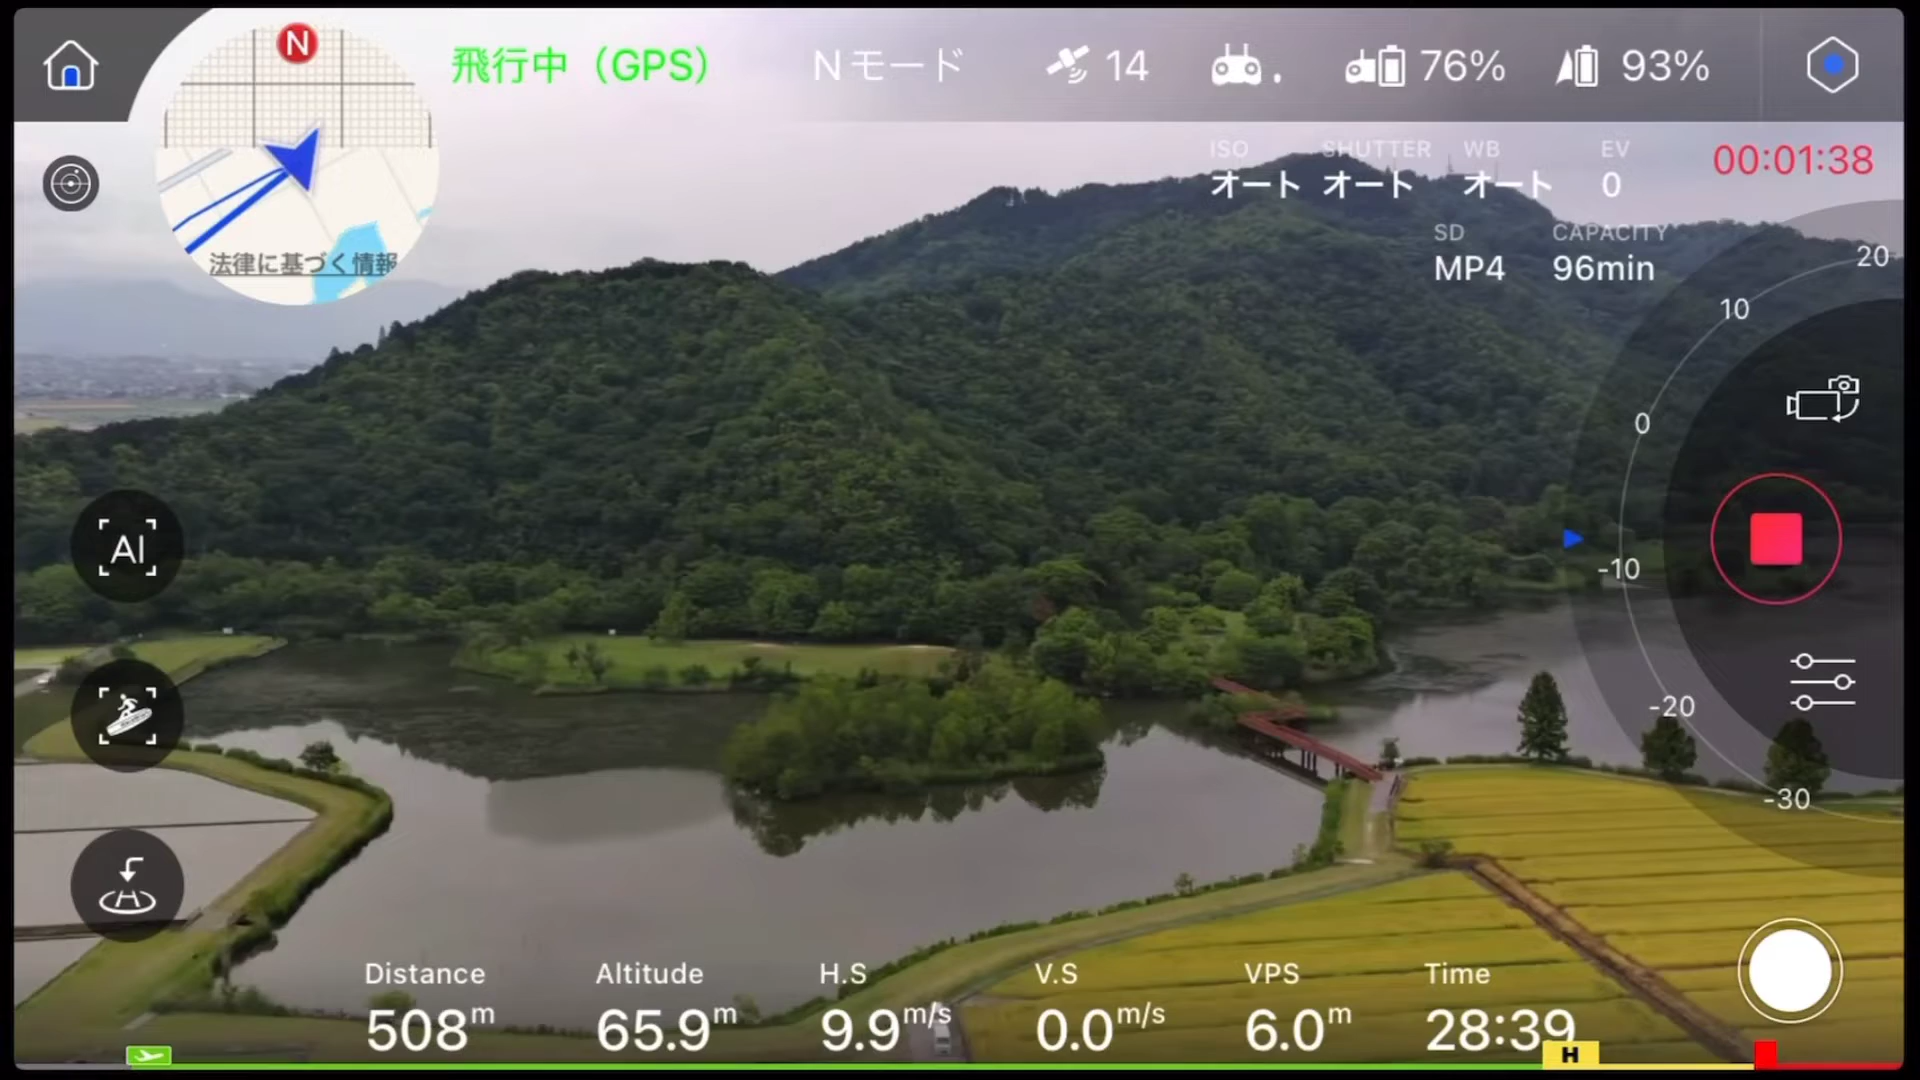 N
飛行中（GPS）
Nモード
14
76%
93%
法律に基づく情報
ISO SHUTTER WB EV
オート オート オート 0
00:01:38
SD CAPACITY
MP4 96min
20
10
0
-10
-20
-30
AI
Distance Altitude H.S V.S VPS Time
508m 65.9m 9.9m/s 0.0m/s 6.0m 28:39
H